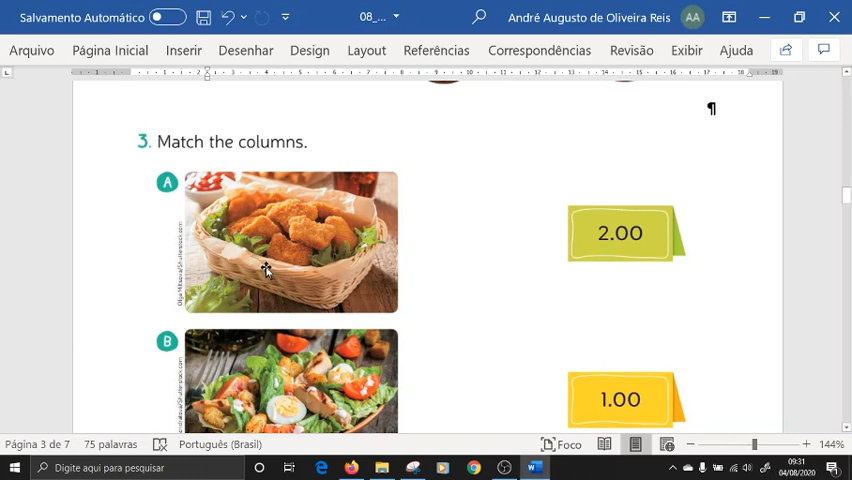 Salvamento Automático
08_...
André Augusto de Oliveira Reis
AA
Arquivo
Página Inicial
Inserir
Desenhar
Design
Layout
Referências
Correspondências
Revisão
Exibir
Ajuda
¶
3. Match the columns.
A
2.00
B
1.00
Página 3 de 7
75 palavras
Português (Brasil)
Foco
144%
Digite aqui para pesquisar
09:31
04/08/2020